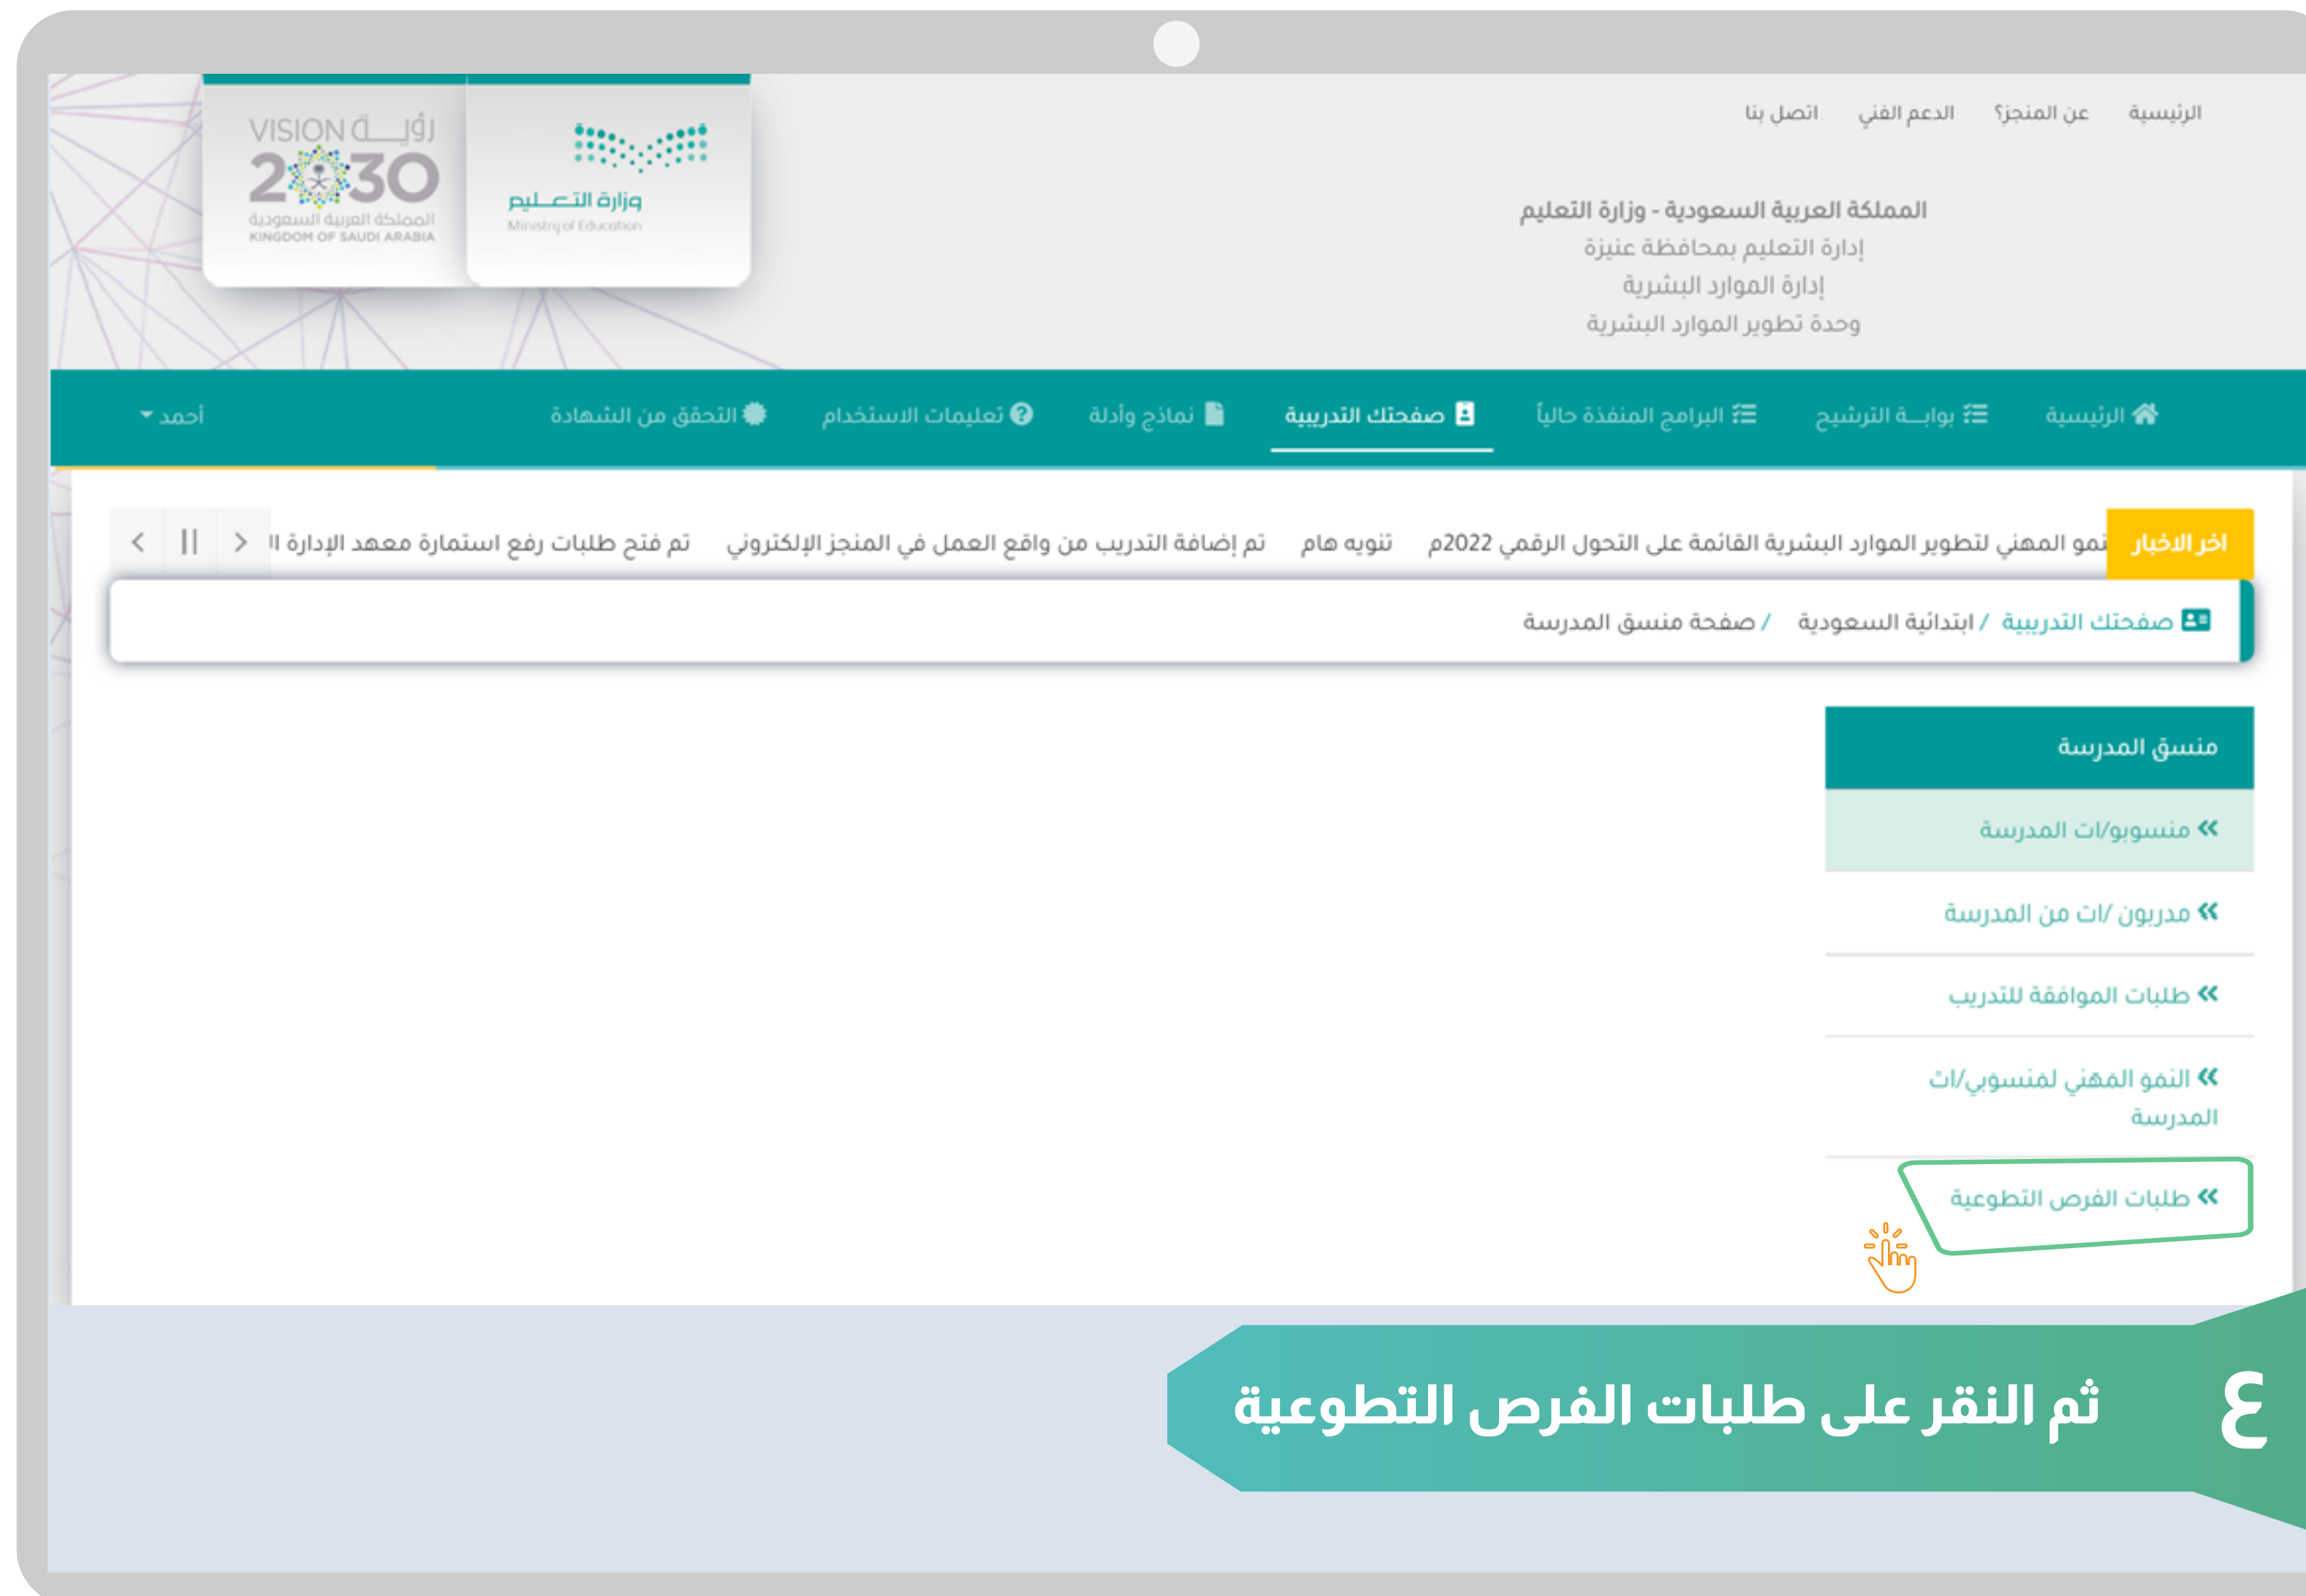 الرئيسية عن المنجز؟ الدعم الفني اتصل بنا
رؤيـــة VISION
2030
المملكة العربية السعودية
KINGDOM OF SAUDI ARABIA
وزارة التعـليم
Ministry of Education
المملكة العربية السعودية - وزارة التعليم
إدارة التعليم بمحافظة عنيزة
إدارة الموارد البشرية
وحدة تطوير الموارد البشرية
الرئيسية بوابــة الترشيح البرامج المنفذة حالياً صفحتك التدريبية نماذج وأدلة تعليمات الاستخدام التحقق من الشهادة أحمد
اخر الاخبار نمو المهني لتطوير الموارد البشرية القائمة على التحول الرقمي 2022م تنويه هام تم إضافة التدريب من واقع العمل في المنجز الإلكتروني تم فتح طلبات رفع استمارة معهد الإدارة ا
صفحتك التدريبية / ابتدائية السعودية / صفحة منسق المدرسة
منسق المدرسة
منسوبو/ات المدرسة
مدربون /ات من المدرسة
طلبات الموافقة للتدريب
النمو المهني لمنسوبي/ات
المدرسة
طلبات الفرص التطوعية
٤ ثم النقر على طلبات الفرص التطوعية